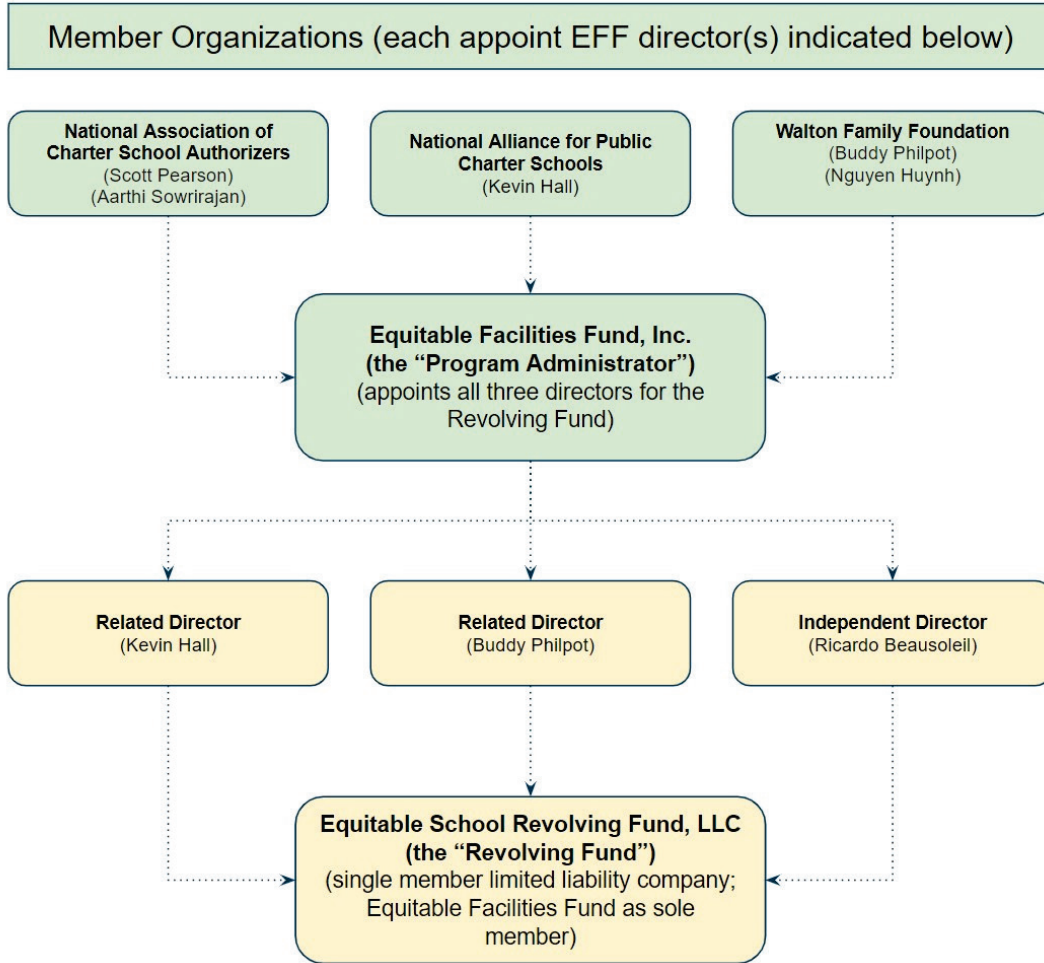 Member Organizations (each appoint EFF director(s) indicated below)
National Association of
Charter School Authorizers
(Scott Pearson)
(Aarthi Sowrirajan)
National Alliance for Public
Charter Schools
(Kevin Hall)
Walton Family Foundation
(Buddy Philpot)
(Nguyen Huynh)
Equitable Facilities Fund, Inc.
(the “Program Administrator”)
(appoints all three directors for the
Revolving Fund)
Related Director
(Kevin Hall)
Related Director
(Buddy Philpot)
Independent Director
(Ricardo Beausoleil)
Equitable School Revolving Fund, LLC
(the “Revolving Fund”)
(single member limited liability company;
Equitable Facilities Fund as sole
member)